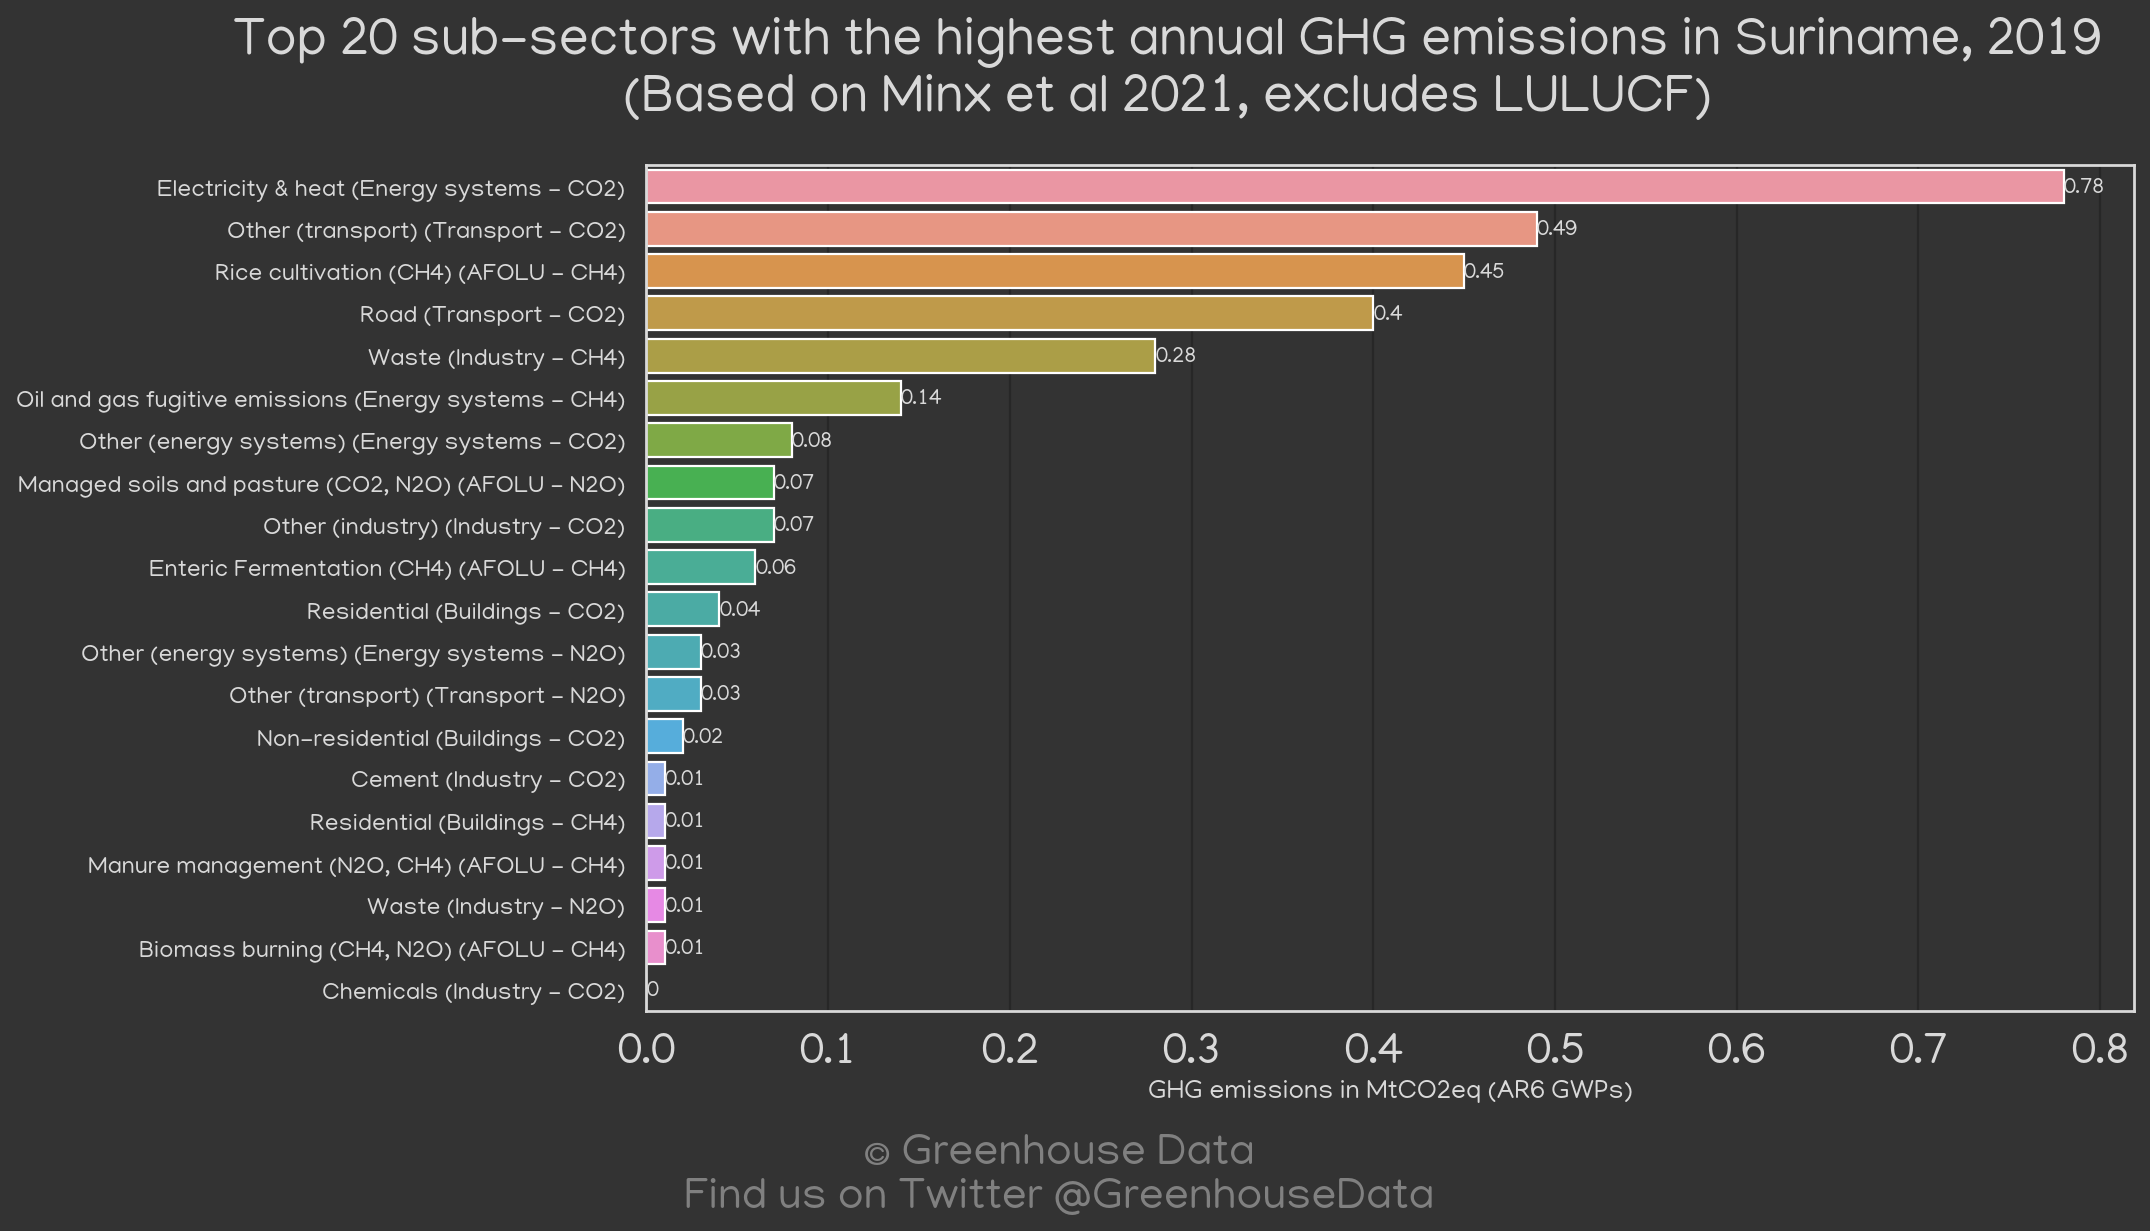 Top 20 sub-sectors with the highest annual GHG emissions in Suriname, 2019
(Based on Minx et al 2021, excludes LULUCF)
Electricity & heat (Energy systems - CO2) 0.78
Other (transport) (Transport - CO2) 0.49
Rice cultivation (CH4) (AFOLU - CH4) 0.45
Road (Transport - CO2) 0.4
Waste (Industry - CH4) 0.28
Oil and gas fugitive emissions (Energy systems - CH4) 0.14
Other (energy systems) (Energy systems - CO2) 0.08
Managed soils and pasture (CO2, N2O) (AFOLU - N2O) 0.07
Other (industry) (Industry - CO2) 0.07
Enteric Fermentation (CH4) (AFOLU - CH4) 0.06
Residential (Buildings - CO2) 0.04
Other (energy systems) (Energy systems - N2O) 0.03
Other (transport) (Transport - N2O) 0.03
Non-residential (Buildings - CO2) 0.02
Cement (Industry - CO2) 0.01
Residential (Buildings - CH4) 0.01
Manure management (N2O, CH4) (AFOLU - CH4) 0.01
Waste (Industry - N2O) 0.01
Biomass burning (CH4, N2O) (AFOLU - CH4) 0.01
Chemicals (Industry - CO2) 0
0.0 0.1 0.2 0.3 0.4 0.5 0.6 0.7 0.8
GHG emissions in MtCO2eq (AR6 GWPs)
© Greenhouse Data
Find us on Twitter @GreenhouseData